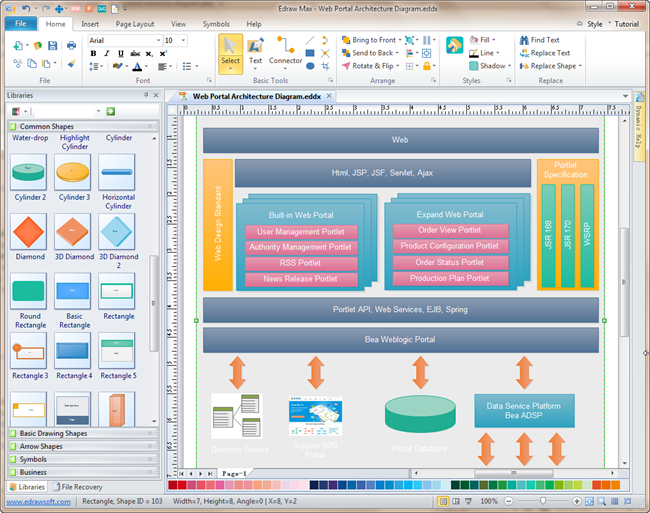 Edraw Max - Web Portal Architecture Diagram.eddx
File Home Insert Page Layout View Symbols Help Style Tutorial
Arial 10
Select Text Connector
Bring to Front
Send to Back
Rotate & Flip
Styles
Fill
Line
Shadow
Find Text
Replace Text
Replace Shape
File Font Basic Tools Arrange Styles Replace
Libraries
Web Portal Architecture Diagram.eddx
Dynamic Help
Common Shapes
Water-drop Highlight Cylinder Cylinder
Cylinder 2 Cylinder 3 Horizontal Cylinder
Diamond 3D Diamond 3D Diamond 2
Round Rectangle Basic Rectangle Rectangle
Rectangle 3 Rectangle 4 Rectangle 5
Basic Drawing Shapes
Arrow Shapes
Symbols
Business
Libraries File Recovery
Web
Web Design Standard
Html, JSP, JSF, Servlet, Ajax
Portlet
Specification
JSR 168
JSR 170
WSRP
Built-in Web Portal
User Management Portlet
Authority Management Portlet
RSS Portlet
News Release Portlet
Expand Web Portal
Order View Portlet
Product Configuration Portlet
Order Status Portlet
Production Plan Portlet
Portlet API, Web Services, EJB, Spring
Bea Weblogic Portal
Directory Service
Portal
Portal Database
Data Service Platform
Bea ADSP
Page-1
www.edrawsoft.com Rectangle, Shape ID = 103 Width=7, Height=8, Angle=0 | X=8, Y=2 100%